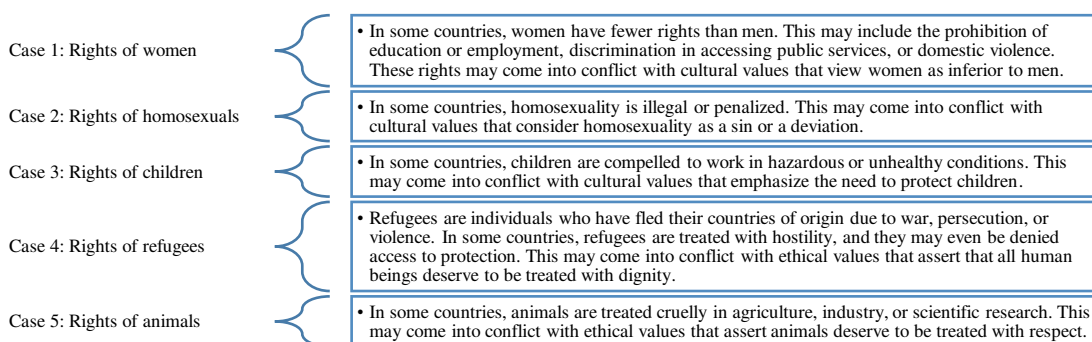 Case 1: Rights of women
• In some countries, women have fewer rights than men. This may include the prohibition of
education or employment, discrimination in accessing public services, or domestic violence.
These rights may come into conflict with cultural values that view women as inferior to men.
Case 2: Rights of homosexuals
• In some countries, homosexuality is illegal or penalized. This may come into conflict with
cultural values that consider homosexuality as a sin or a deviation.
Case 3: Rights of children
• In some countries, children are compelled to work in hazardous or unhealthy conditions. This
may come into conflict with cultural values that emphasize the need to protect children.
Case 4: Rights of refugees
• Refugees are individuals who have fled their countries of origin due to war, persecution, or
violence. In some countries, refugees are treated with hostility, and they may even be denied
access to protection. This may come into conflict with ethical values that assert that all human
beings deserve to be treated with dignity.
Case 5: Rights of animals
• In some countries, animals are treated cruelly in agriculture, industry, or scientific research. This
may come into conflict with ethical values that assert animals deserve to be treated with respect.